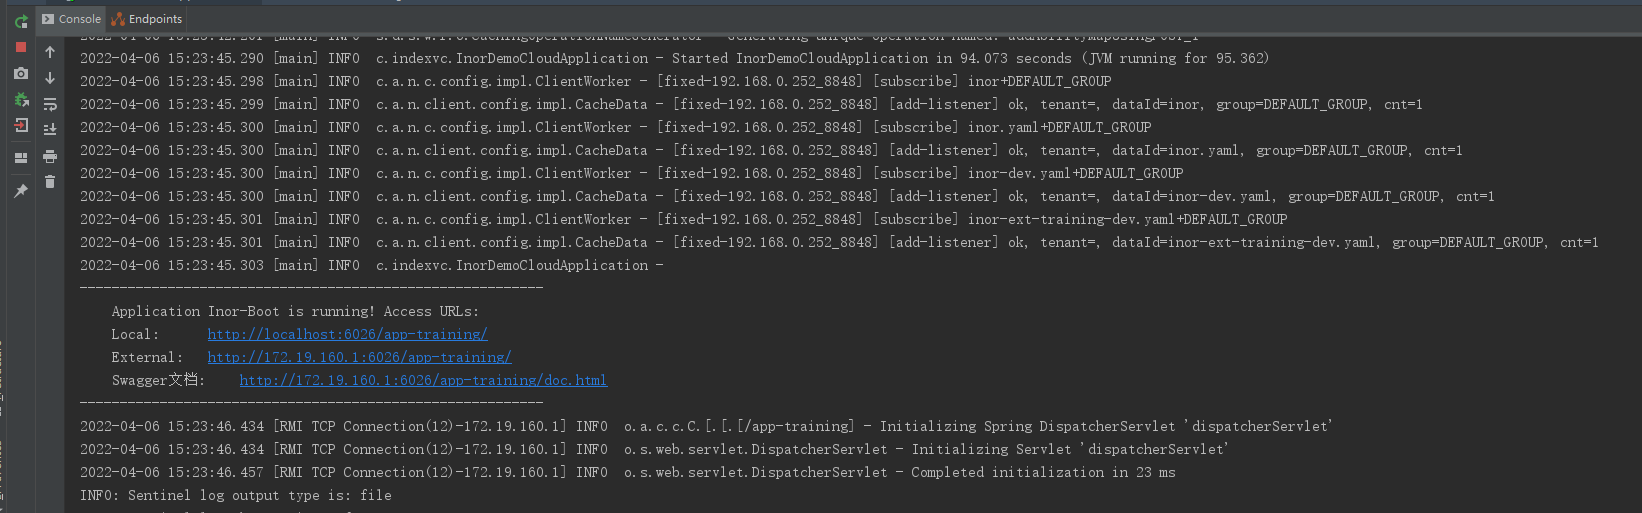 Console Endpoints
2022-04-06 15:23:42.261 [main] INFO s.d.s.w.r.o.CachingOperationNameGenerator - Generating unique operation named:
2022-04-06 15:23:45.290 [main] INFO  c.indexvc.InorDemoCloudApplication - Started InorDemoCloudApplication in 94.073 seconds (JVM running for 95.362)
2022-04-06 15:23:45.298 [main] INFO  c.a.n.c.config.impl.ClientWorker - [fixed-192.168.0.252_8848] [subscribe] inor+DEFAULT_GROUP
2022-04-06 15:23:45.299 [main] INFO  c.a.n.client.config.impl.CacheData - [fixed-192.168.0.252_8848] [add-listener] ok, tenant=, dataId=inor, group=DEFAULT_GROUP, cnt=1
2022-04-06 15:23:45.300 [main] INFO  c.a.n.c.config.impl.ClientWorker - [fixed-192.168.0.252_8848] [subscribe] inor.yaml+DEFAULT_GROUP
2022-04-06 15:23:45.300 [main] INFO  c.a.n.client.config.impl.CacheData - [fixed-192.168.0.252_8848] [add-listener] ok, tenant=, dataId=inor.yaml, group=DEFAULT_GROUP, cnt=1
2022-04-06 15:23:45.300 [main] INFO  c.a.n.c.config.impl.ClientWorker - [fixed-192.168.0.252_8848] [subscribe] inor-dev.yaml+DEFAULT_GROUP
2022-04-06 15:23:45.300 [main] INFO  c.a.n.client.config.impl.CacheData - [fixed-192.168.0.252_8848] [add-listener] ok, tenant=, dataId=inor-dev.yaml, group=DEFAULT_GROUP, cnt=1
2022-04-06 15:23:45.301 [main] INFO  c.a.n.c.config.impl.ClientWorker - [fixed-192.168.0.252_8848] [subscribe] inor-ext-training-dev.yaml+DEFAULT_GROUP
2022-04-06 15:23:45.301 [main] INFO  c.a.n.client.config.impl.CacheData - [fixed-192.168.0.252_8848] [add-listener] ok, tenant=, dataId=inor-ext-training-dev.yaml, group=DEFAULT_GROUP, cnt=1
2022-04-06 15:23:45.303 [main] INFO  c.indexvc.InorDemoCloudApplication -
----------------------------------------------------------
Application Inor-Boot is running! Access URLs:
Local: http://localhost:6026/app-training/
External: http://172.19.160.1:6026/app-training/
Swagger文档: http://172.19.160.1:6026/app-training/doc.html
----------------------------------------------------------
2022-04-06 15:23:46.434 [RMI TCP Connection(12)-172.19.160.1] INFO  o.a.c.c.C.[.[.[/app-training] - Initializing Spring DispatcherServlet 'dispatcherServlet'
2022-04-06 15:23:46.434 [RMI TCP Connection(12)-172.19.160.1] INFO  o.s.web.servlet.DispatcherServlet - Initializing Servlet 'dispatcherServlet'
2022-04-06 15:23:46.457 [RMI TCP Connection(12)-172.19.160.1] INFO  o.s.web.servlet.DispatcherServlet - Completed initialization in 23 ms
INFO: Sentinel log output type is: file